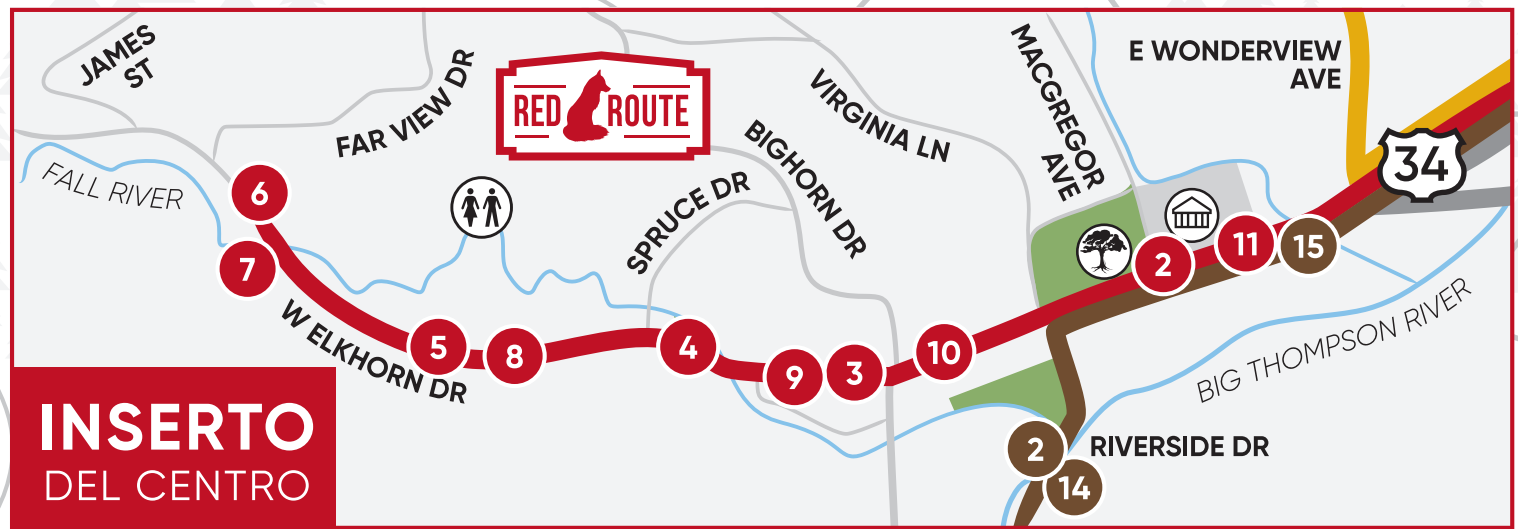 JAMES
ST
FAR VIEW DR
RED ROUTE
VIRGINIA LN
MACGREGOR
AVE
E WONDERVIEW
AVE
34
FALL RIVER
6
7
SPRUCE DR
BIGHORN DR
2
11
15
W ELKHORN DR
5
8
4
9
3
10
BIG THOMPSON RIVER
2
14
RIVERSIDE DR
INSERTO
DEL CENTRO